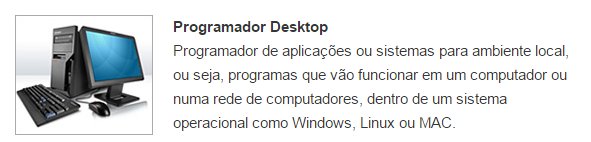 Programador Desktop
Programador de aplicações ou sistemas para ambiente local,
ou seja, programas que vão funcionar em um computador ou
numa rede de computadores, dentro de um sistema
operacional como Windows, Linux ou MAC.